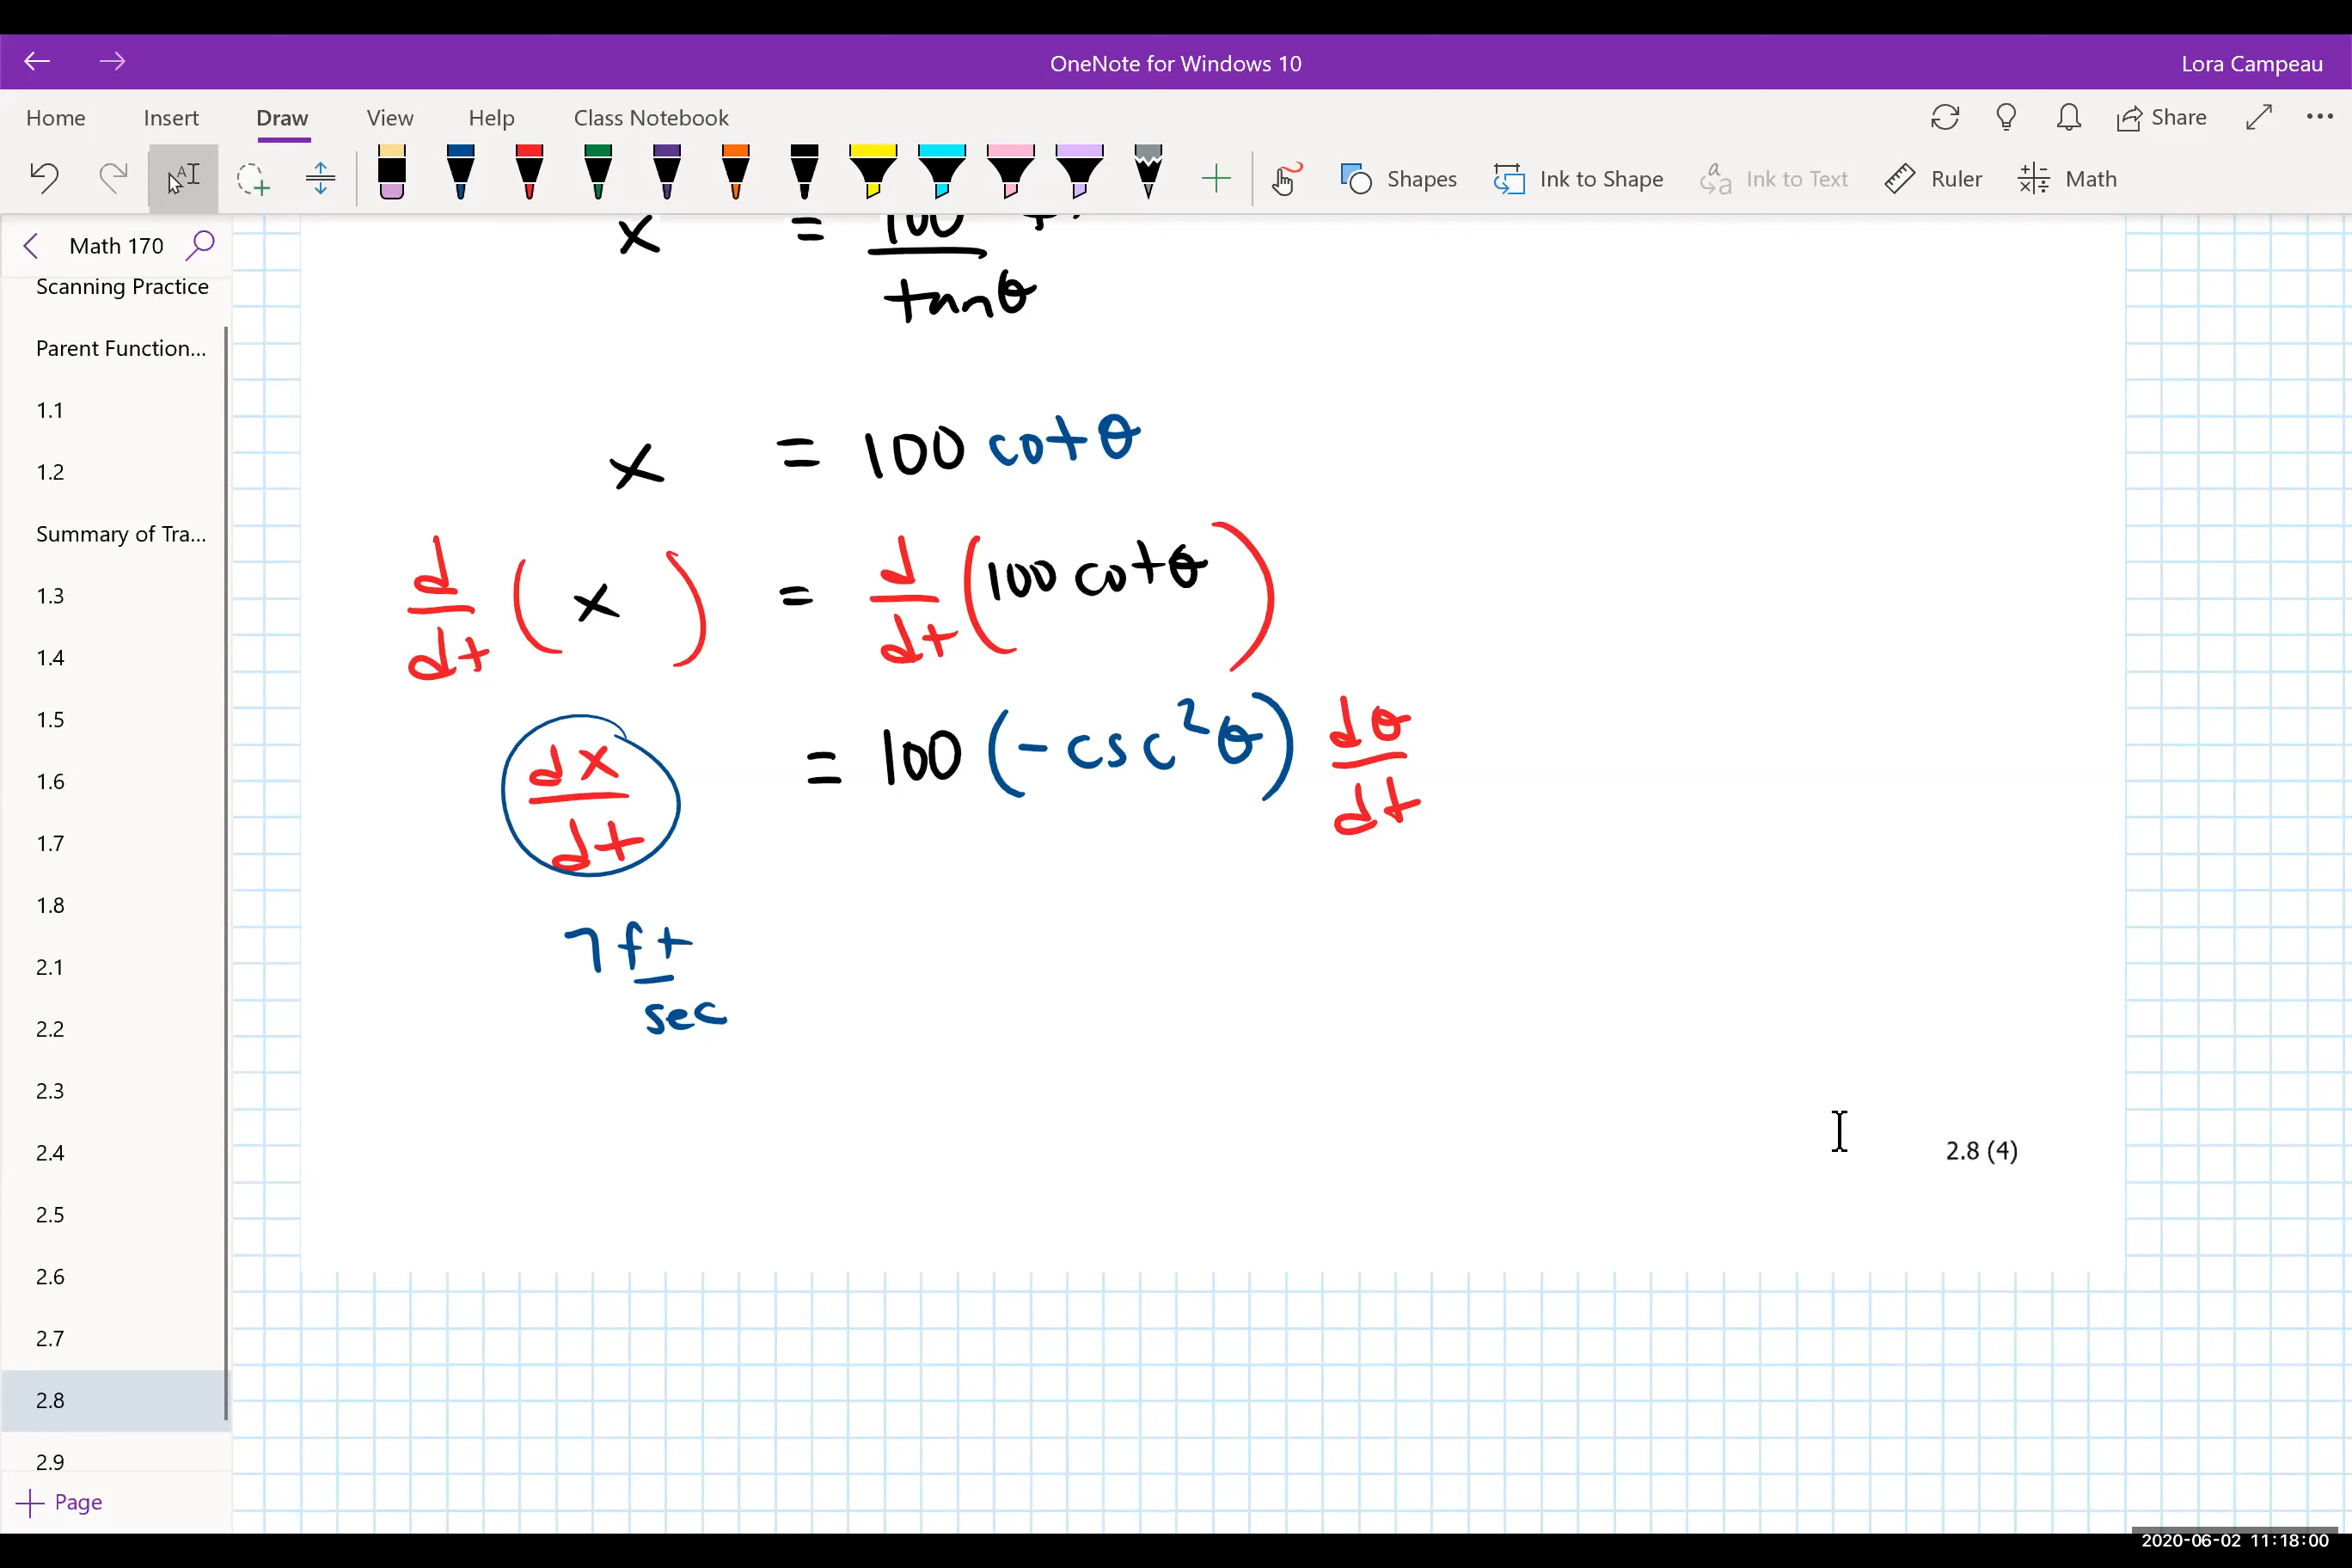 OneNote for Windows 10
Lora Campeau
Home Insert Draw View Help Class Notebook Share
Shapes Ink to Shape Ink to Text Ruler Math
Math 170
Scanning Practice
Parent Function...
1.1
1.2
Summary of Tra...
1.3
1.4
1.5
1.6
1.7
1.8
2.1
2.2
2.3
2.4
2.5
2.6
2.7
2.8
2.9
Page
x = 100
tanθ
x = 100 cot θ
d/dt ( x ) = d/dt (100 cot θ)
dx/dt = 100 (-csc²θ) dθ/dt
7 ft
sec
2.8 (4)
2020-06-02 11:18:00